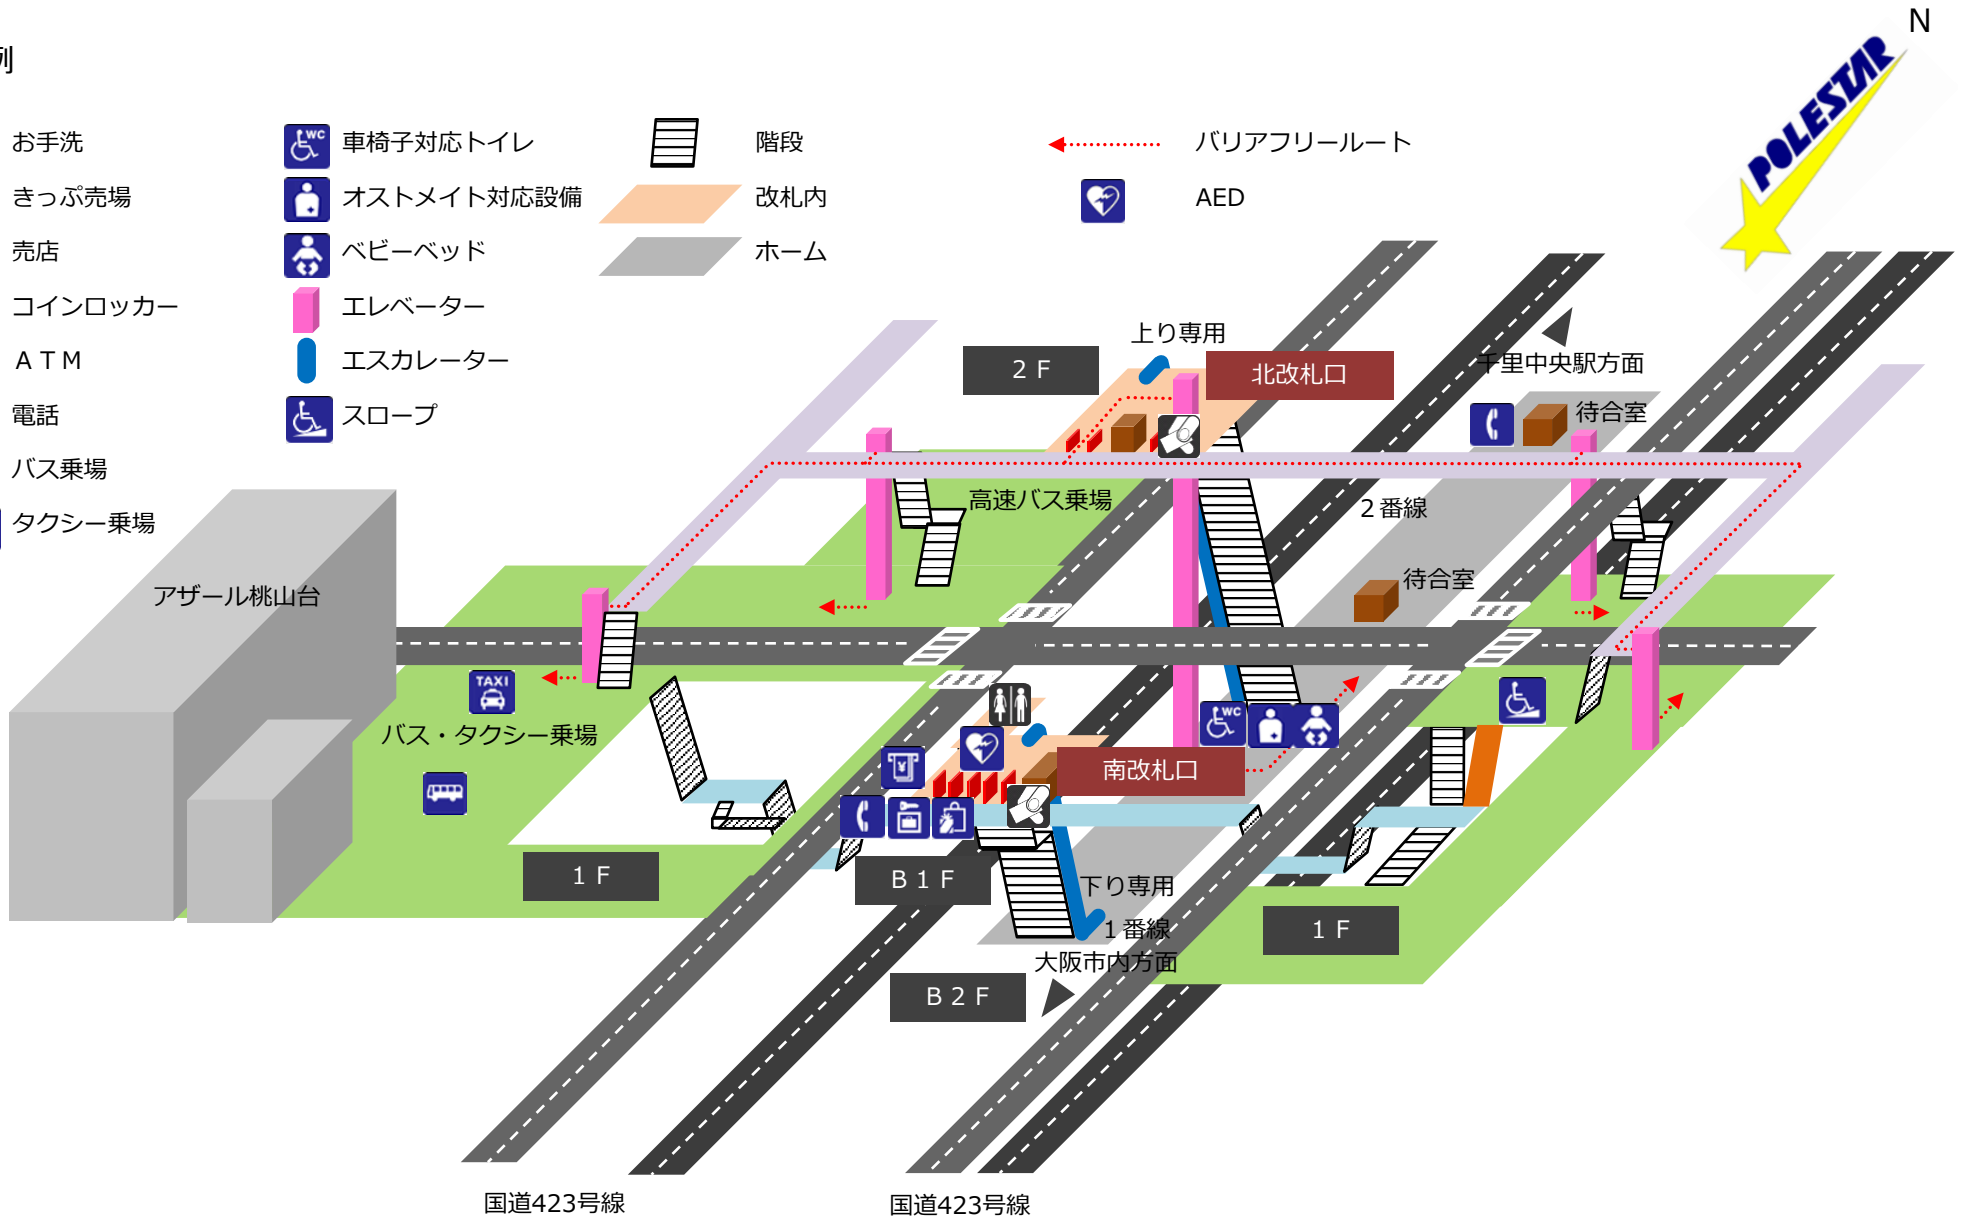 例
N
POLESTAR
お手洗
車椅子対応トイレ
階段
バリアフリールート
きっぷ売場
オストメイト対応設備
改札内
AED
売店
ベビーベッド
ホーム
コインロッカー
エレベーター
ＡＴＭ
エスカレーター
電話
スロープ
バス乗場
タクシー乗場
WC
上り専用
２Ｆ
北改札口
千里中央駅方面
待合室
高速バス乗場
２番線
待合室
アザール桃山台
TAXI
バス・タクシー乗場
WC
南改札口
１Ｆ
Ｂ１Ｆ
下り専用
１番線
１Ｆ
大阪市内方面
Ｂ２Ｆ
国道423号線
国道423号線